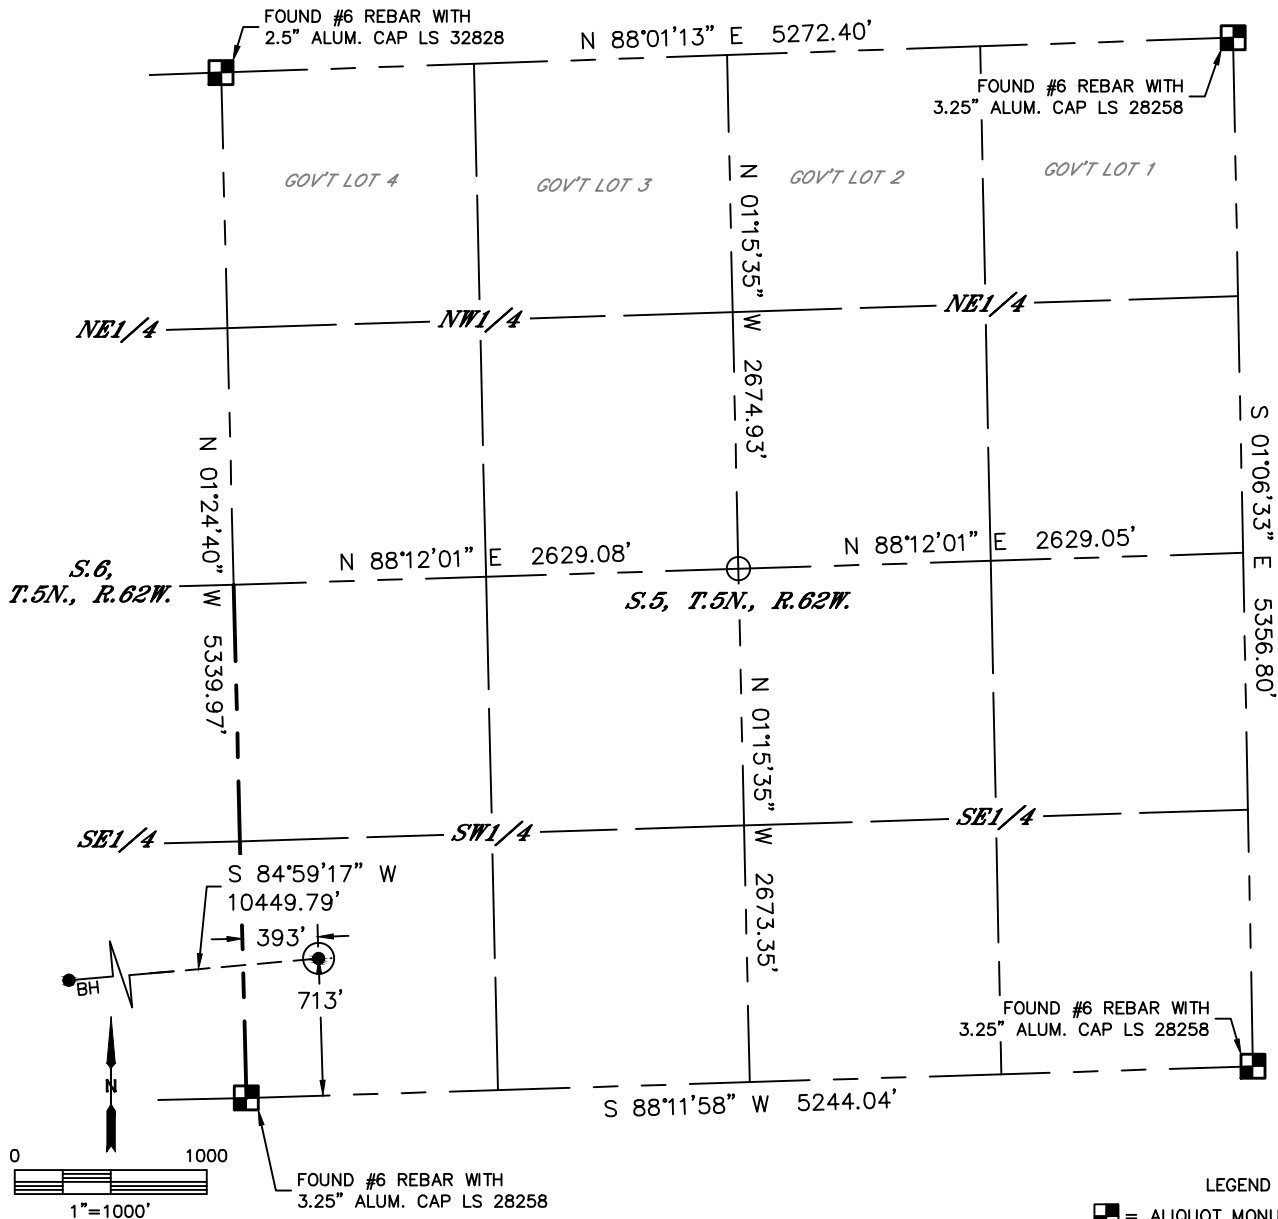 FOUND #6 REBAR WITH
2.5" ALUM. CAP LS 32828
N 88°01'13" E 5272.40'
FOUND #6 REBAR WITH
3.25" ALUM. CAP LS 28258
GOV'T LOT 4
GOV'T LOT 3
GOV'T LOT 2
GOV'T LOT 1
N 01°15'35" W 2674.93'
NE1/4
NW1/4
NE1/4
N 01°24'40" W 5339.97'
S 01°06'33" E 5356.80'
N 88°12'01" E 2629.08'
N 88°12'01" E 2629.05'
S.6,
T.5N., R.62W.
S.5, T.5N., R.62W.
N 01°15'35" W 2673.35'
SE1/4
SW1/4
SE1/4
S 84°59'17" W
10449.79'
393'
BH
713'
FOUND #6 REBAR WITH
3.25" ALUM. CAP LS 28258
N
S 88°11'58" W 5244.04'
0 1000
1"=1000'
FOUND #6 REBAR WITH
3.25" ALUM. CAP LS 28258
LEGEND
= ALIQUOT MONU